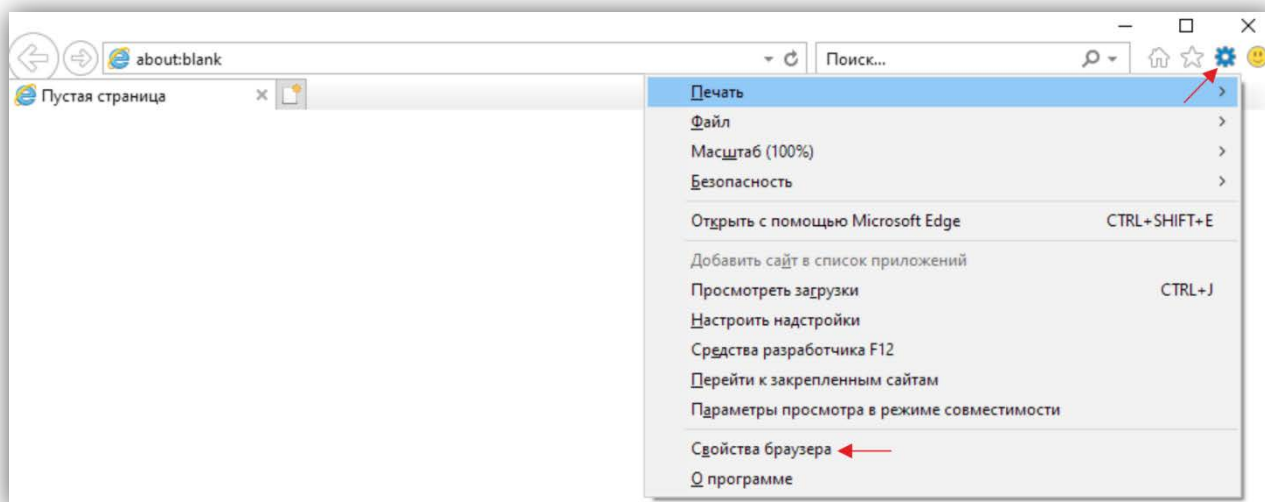 about:blank
Поиск...
Пустая страница
Печать
Файл
Масштаб (100%)
Безопасность
Открыть с помощью Microsoft Edge CTRL+SHIFT+E
Добавить сайт в список приложений
Просмотреть загрузки CTRL+J
Настроить надстройки
Средства разработчика F12
Перейти к закрепленным сайтам
Параметры просмотра в режиме совместимости
Свойства браузера
О программе